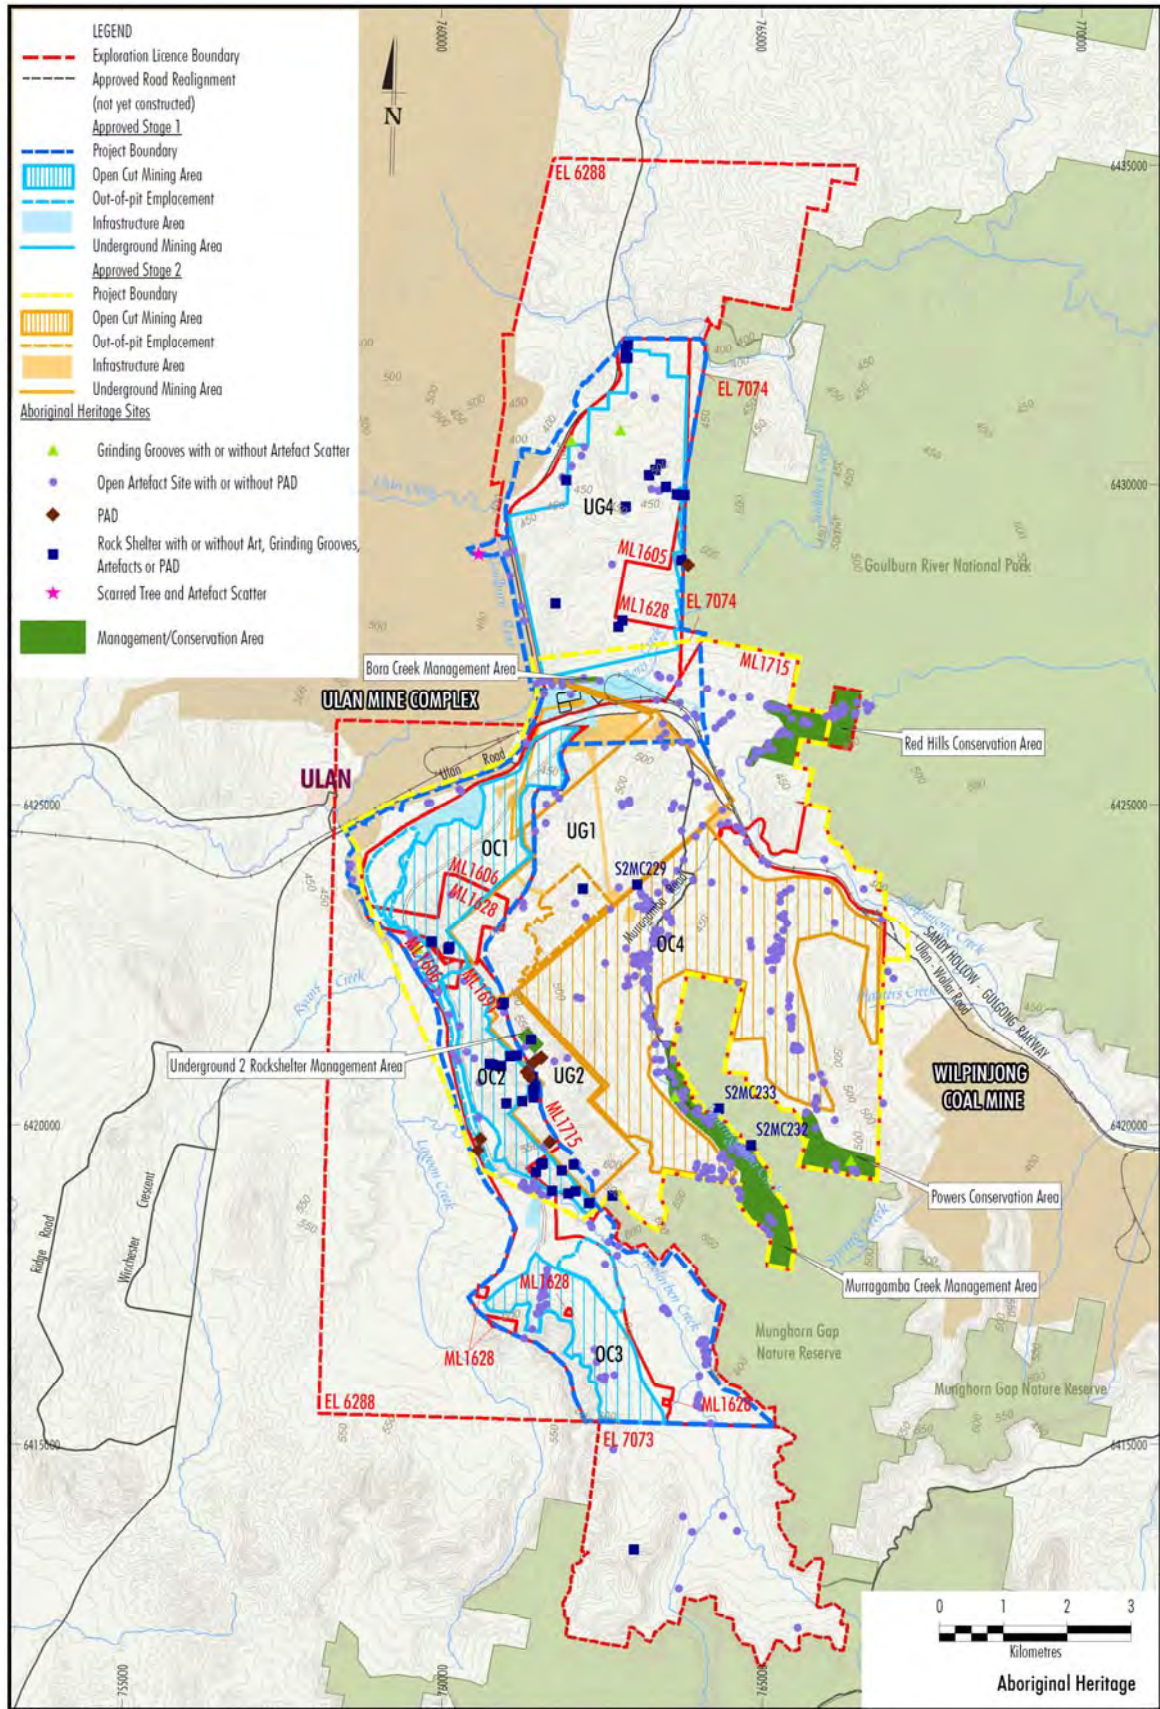 LEGEND
Exploration Licence Boundary
Approved Road Realignment
(not yet constructed)
Approved Stage 1
Project Boundary
Open Cut Mining Area
Out-of-pit Emplacement
Infrastructure Area
Underground Mining Area
Approved Stage 2
Project Boundary
Open Cut Mining Area
Out-of-pit Emplacement
Infrastructure Area
Underground Mining Area
Aboriginal Heritage Sites
Grinding Grooves with or without Artefact Scatter
Open Artefact Site with or without PAD
PAD
Rock Shelter with or without Art, Grinding Grooves,
Artefacts or PAD
Scarred Tree and Artefact Scatter
Management/Conservation Area
N
760000
765000
770000
6435000
EL 6288
EL 7074
6430000
UG4
ML1605
ML1628
EL 7074
Goulburn River National Park
ML1715
Bora Creek Management Area
ULAN MINE COMPLEX
Red Hills Conservation Area
Ulan Road
ULAN
6425000
6425000
OC1
UG1
S2MC229
ML1606
ML1628
Murragamba Road
OC4
ML1606
ML1691
Ryans Creek
SANDY HOLLOW - GULGONG RAILWAY
Ulan - Wollar Road
Planters Creek
Underground 2 Rockshelter Management Area
OC2
UG2
WILPINJONG
COAL MINE
S2MC233
S2MC232
ML1715
6420000
6420000
Lagoon Creek
Powers Conservation Area
Ridge Road
Winchester Crescent
Murragamba Creek Management Area
ML1628
Munghorn Gap
Nature Reserve
Munghorn Gap Nature Reserve
OC3
ML1628
ML1628
EL 6288
EL 7073
6415000
6415000
0 1 2 3
Kilometres
Aboriginal Heritage
755000
760000
765000